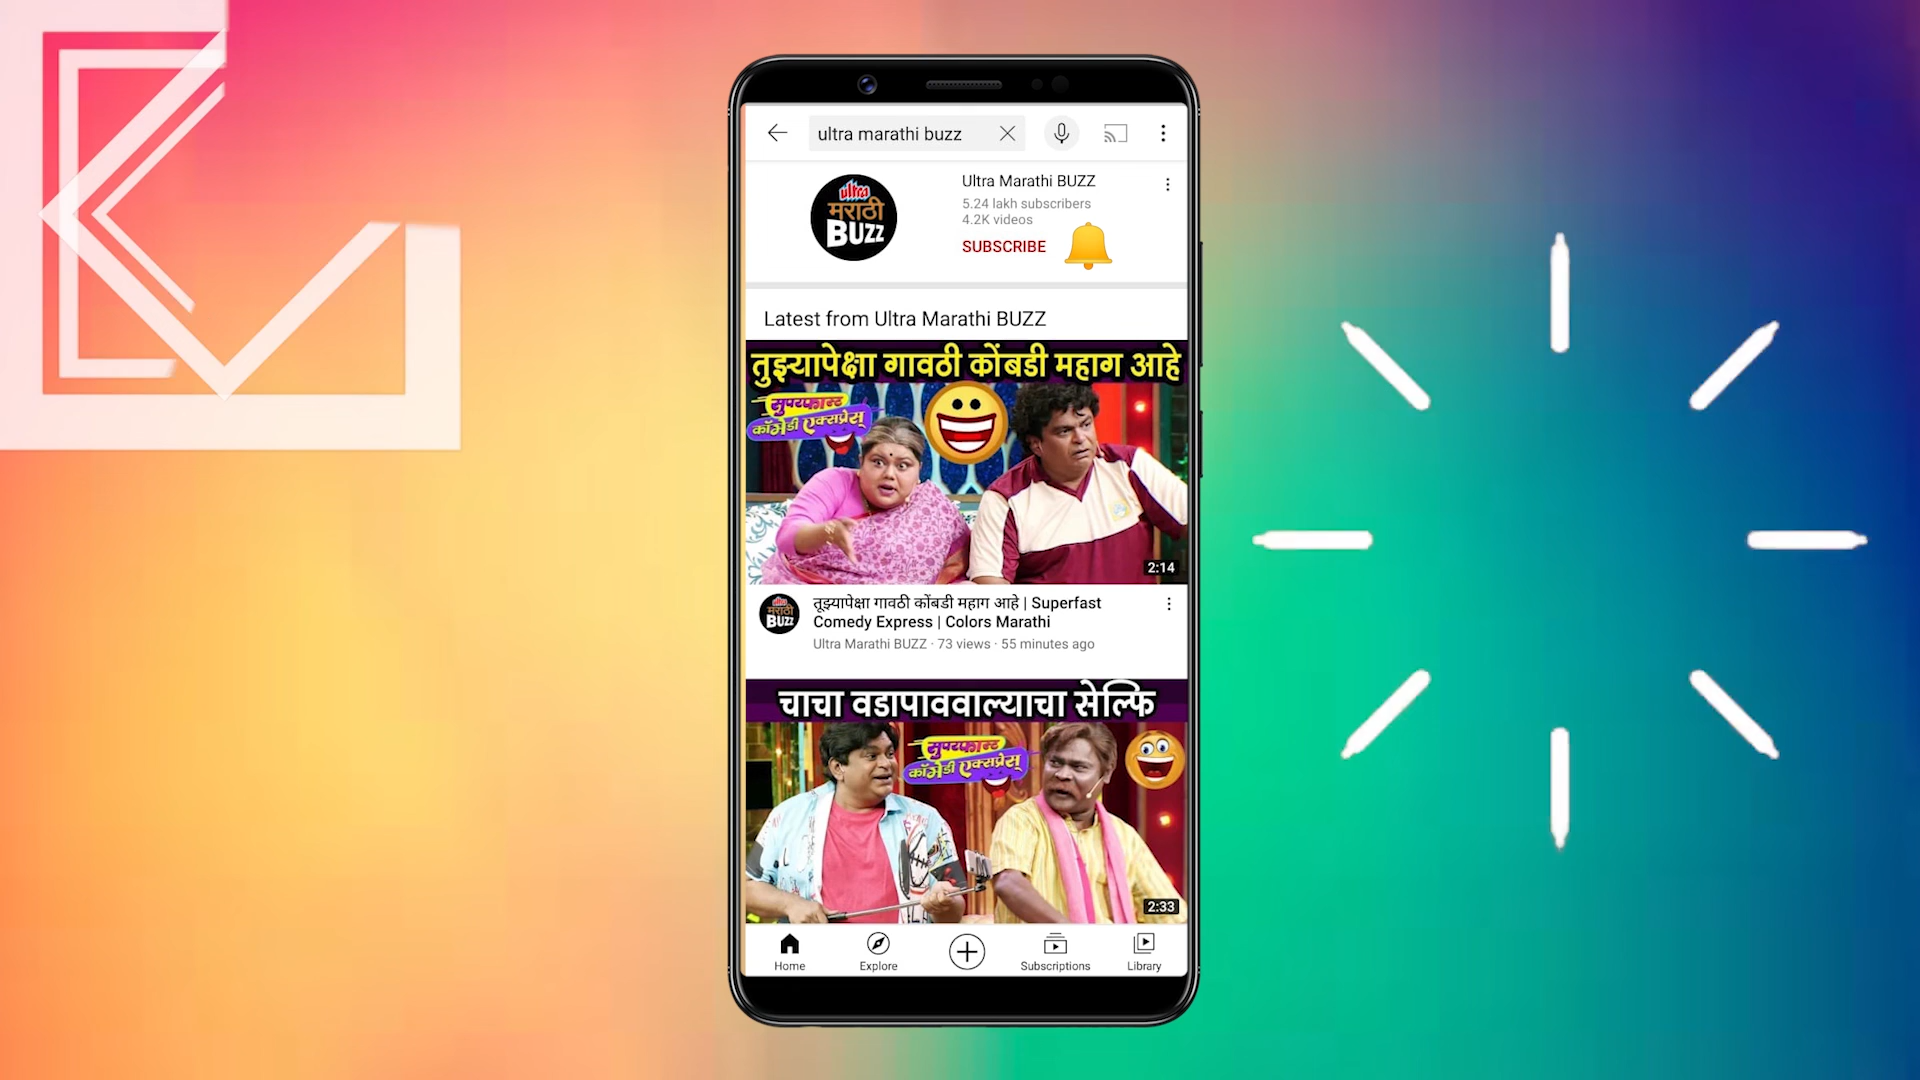 ultra marathi buzz
ultra
मराठी
BUZZ
Ultra Marathi BUZZ
5.24 lakh subscribers
4.2K videos
SUBSCRIBE
Latest from Ultra Marathi BUZZ
तुझ्यापेक्षा गावठी कोंबडी महाग आहे
सुपरफास्ट
कॉमेडी एक्सप्रेस
2:14
ultra
मराठी
BUZZ
तूझ्यापेक्षा गावठी कोंबडी महाग आहे | Superfast
Comedy Express | Colors Marathi
Ultra Marathi BUZZ · 73 views · 55 minutes ago
चाचा वडापाववाल्याचा सेल्फि
सुपरफास्ट
कॉमेडी एक्सप्रेस
2:33
Home
Explore
Subscriptions
Library